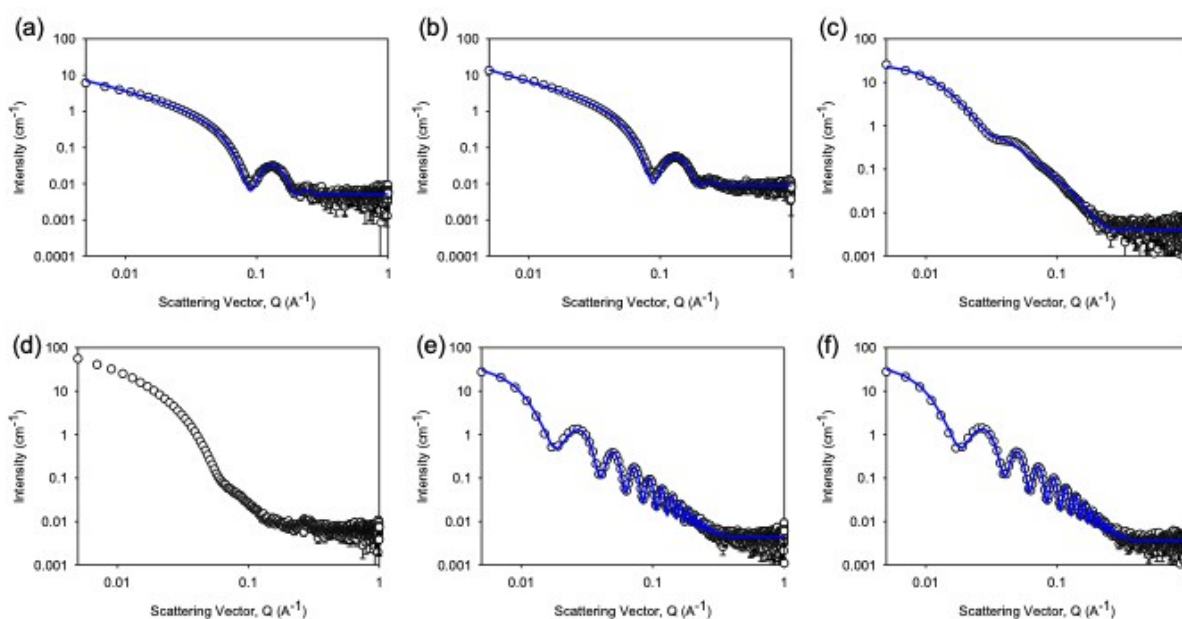 (a)
100
10
1
0.1
0.01
0.001
0.0001
Intensity (cm⁻¹)
0.01 0.1 1
Scattering Vector, Q (A⁻¹)
(b)
100
10
1
0.1
0.01
0.001
0.0001
Intensity (cm⁻¹)
0.01 0.1 1
Scattering Vector, Q (A⁻¹)
(c)
100
10
1
0.1
0.01
0.001
Intensity (cm⁻¹)
0.01 0.1
Scattering Vector, Q (A⁻¹)
(d)
100
10
1
0.1
0.01
0.001
Intensity (cm⁻¹)
0.01 0.1 1
Scattering Vector, Q (A⁻¹)
(e)
100
10
1
0.1
0.01
0.001
Intensity (cm⁻¹)
0.01 0.1 1
Scattering Vector, Q (A⁻¹)
(f)
100
10
1
0.1
0.01
0.001
Intensity (cm⁻¹)
0.01 0.1
Scattering Vector, Q (A⁻¹)